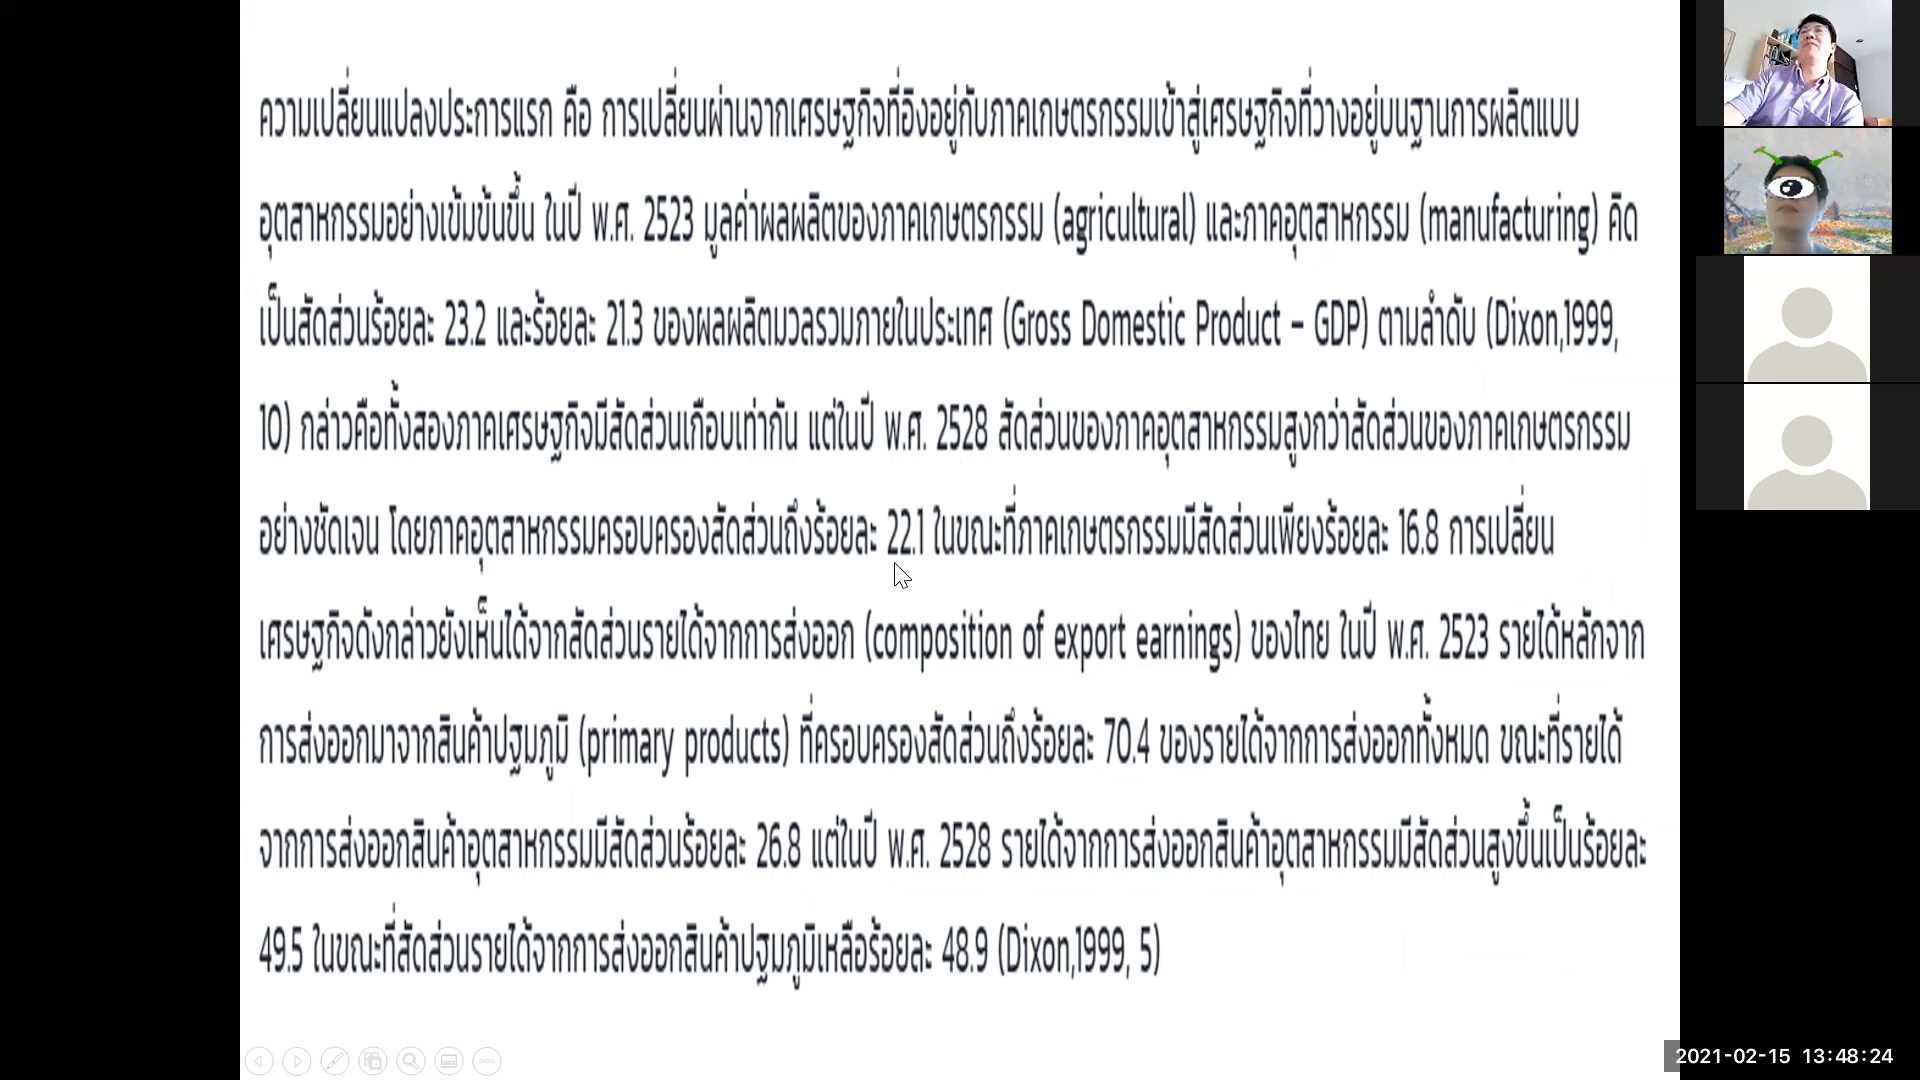 ความเปลี่ยนแปลงประการแรก คือ การเปลี่ยนผ่านจากเศรษฐกิจที่อิงอยู่กับภาคเกษตรกรรมเข้าสู่เศรษฐกิจที่วางอยู่บนฐานการผลิตแบบ
อุตสาหกรรมอย่างเข้มข้นขึ้น ในปี พ.ศ. 2523 มูลค่าผลผลิตของภาคเกษตรกรรม (agricultural) และภาคอุตสาหกรรม (manufacturing) คิด
เป็นสัดส่วนร้อยละ 23.2 และร้อยละ 21.3 ของผลผลิตมวลรวมภายในประเทศ (Gross Domestic Product – GDP) ตามลำดับ (Dixon,1999,
10) กล่าวคือทั้งสองภาคเศรษฐกิจมีสัดส่วนเกือบเท่ากัน แต่ในปี พ.ศ. 2528 สัดส่วนของภาคอุตสาหกรรมสูงกว่าสัดส่วนของภาคเกษตรกรรม
อย่างชัดเจน โดยภาคอุตสาหกรรมครอบครองสัดส่วนถึงร้อยละ 22.1 ในขณะที่ภาคเกษตรกรรมมีสัดส่วนเพียงร้อยละ 16.8 การเปลี่ยน
เศรษฐกิจดังกล่าวยังเห็นได้จากสัดส่วนรายได้จากการส่งออก (composition of export earnings) ของไทย ในปี พ.ศ. 2523 รายได้หลักจาก
การส่งออกมาจากสินค้าปฐมภูมิ (primary products) ที่ครอบครองสัดส่วนถึงร้อยละ 70.4 ของรายได้จากการส่งออกทั้งหมด ขณะที่รายได้
จากการส่งออกสินค้าอุตสาหกรรมมีสัดส่วนร้อยละ 26.8 แต่ในปี พ.ศ. 2528 รายได้จากการส่งออกสินค้าอุตสาหกรรมมีสัดส่วนสูงขึ้นเป็นร้อยละ
49.5 ในขณะที่สัดส่วนรายได้จากการส่งออกสินค้าปฐมภูมิเหลือร้อยละ 48.9 (Dixon,1999, 5)
2021-02-15 13:48:24